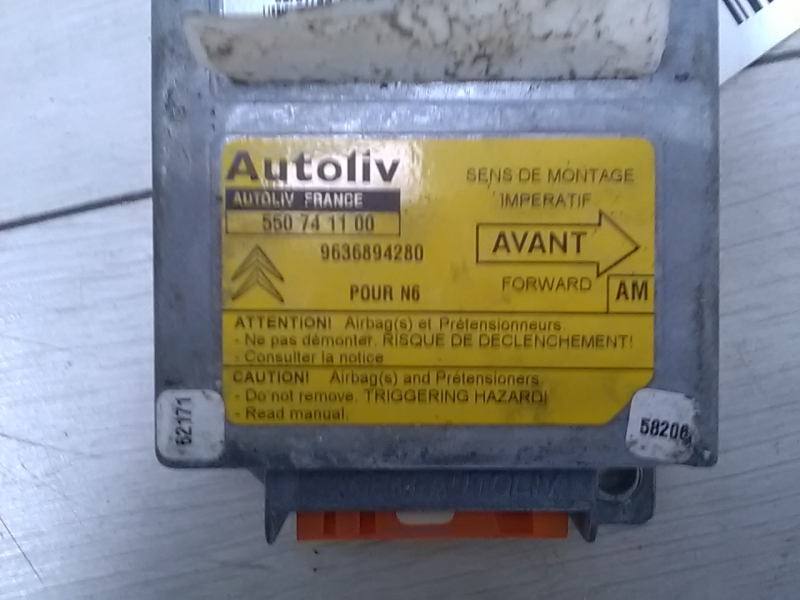 Autoliv
AUTOLIV FRANCE
550 74 11 00
9636894280
POUR N6
SENS DE MONTAGE
IMPERATIF
AVANT
FORWARD
AM
ATTENTION! Airbag(s) et Prétensionneurs.
- Ne pas démonter. RISQUE DE DECLENCHEMENT!
- Consulter la notice
CAUTION! Airbag(s) and Prétensioners.
- Do not remove. TRIGGERING HAZARD!
- Read manual.
62171
58206
AUTOLIV